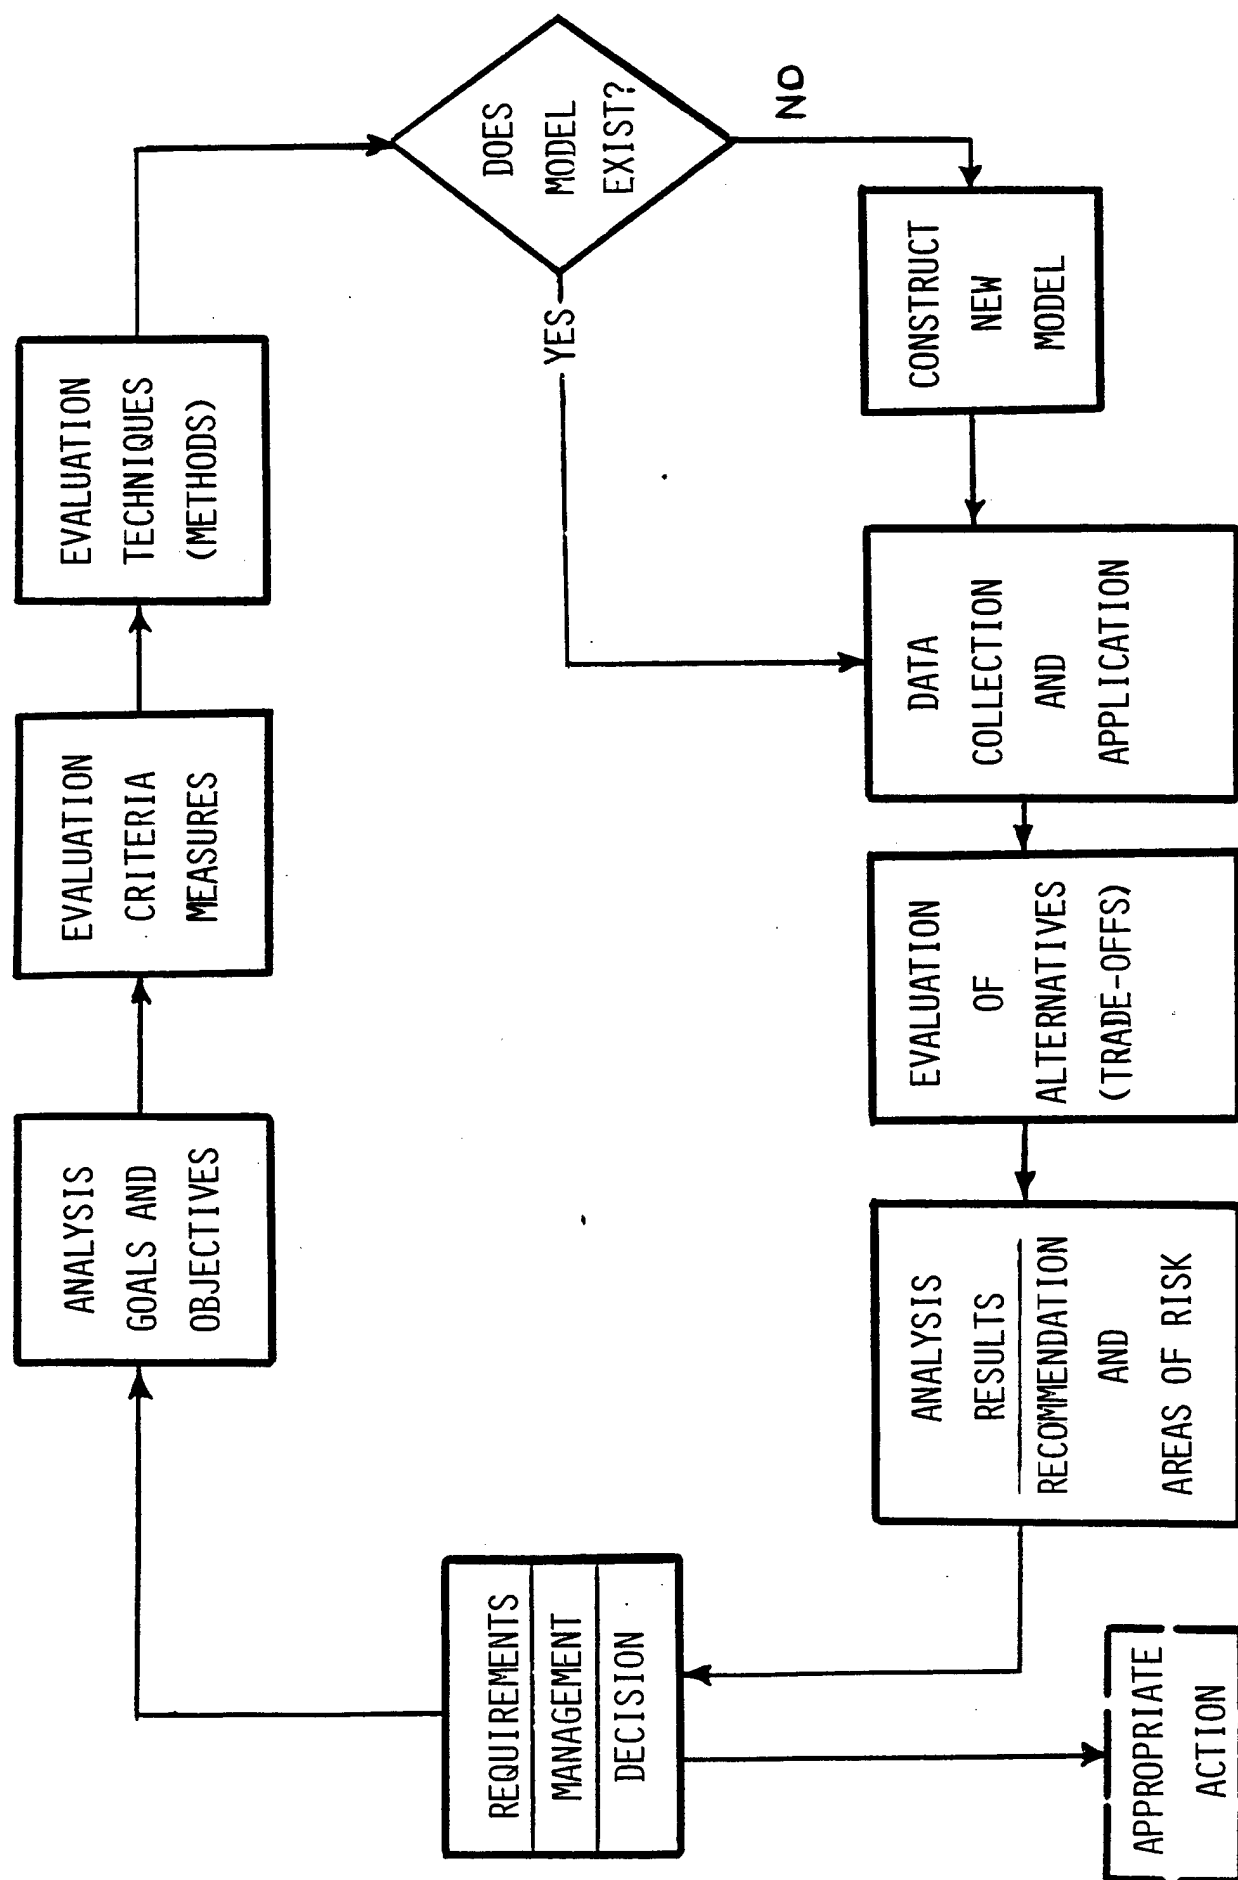 REQUIREMENTS
MANAGEMENT
DECISION
ANALYSIS
GOALS AND
OBJECTIVES
EVALUATION
CRITERIA
MEASURES
EVALUATION
TECHNIQUES
(METHODS)
DOES
MODEL
EXIST?
YES
NO
CONSTRUCT
NEW
MODEL
DATA
COLLECTION
AND
APPLICATION
EVALUATION
OF
ALTERNATIVES
(TRADE-OFFS)
ANALYSIS
RESULTS
RECOMMENDATION
AND
AREAS OF RISK
APPROPRIATE
ACTION